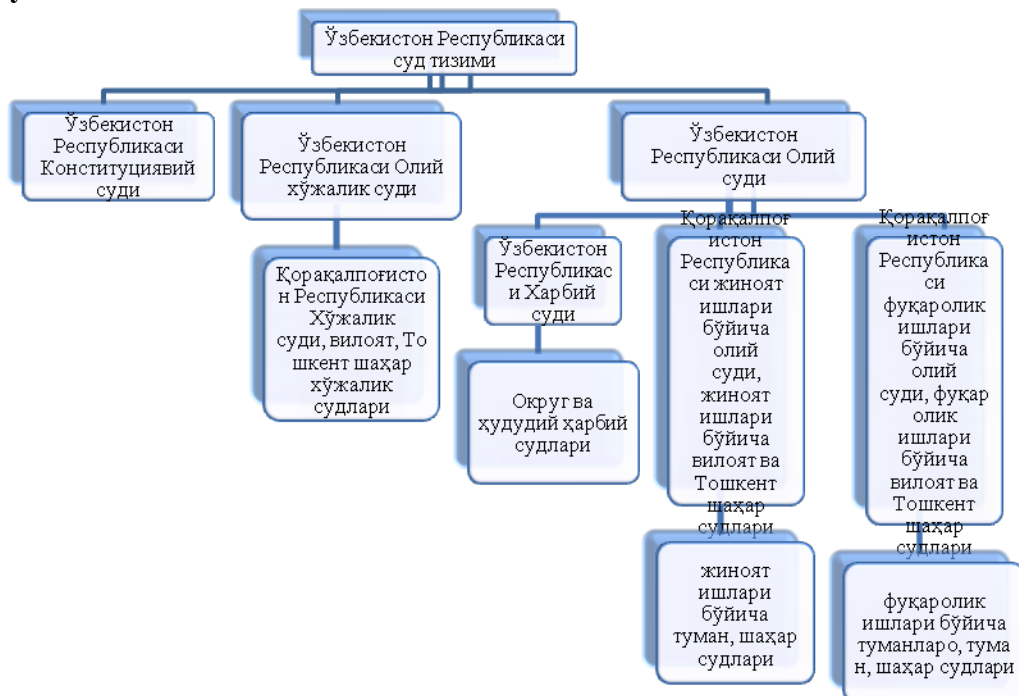 Ўзбекистон Республикаси
суд тизими
Ўзбекистон
Республикаси
Конституциявий
суди
Ўзбекистон
Республикаси Олий
хўжалик суди
Ўзбекистон
Республикаси Олий
суди
Қорақалпоғисто
н Республикаси
Хўжалик
суди, вилоят, То
шкент шаҳар
хўжалик
судлари
Ўзбекистон
Республикас
и Харбий
суди
Округ ва
ҳудудий ҳарбий
судлари
Қорақалпоғ
истон
Республика
си жиноят
ишлари
бўйича
олий
суди,
жиноят
ишлари
бўйича
вилоят ва
Тошкент
шаҳар
судлари
жиноят
ишлари
бўйича
туман, шаҳар
судлари
Қорақалпоғ
истон
Республика
си
фуқаролик
ишлари
бўйича
олий
суди, фуқар
олик
ишлари
бўйича
вилоят ва
Тошкент
шаҳар
судлари
фуқаролик
ишлари бўйича
туманларо, тума
н, шаҳар судлари